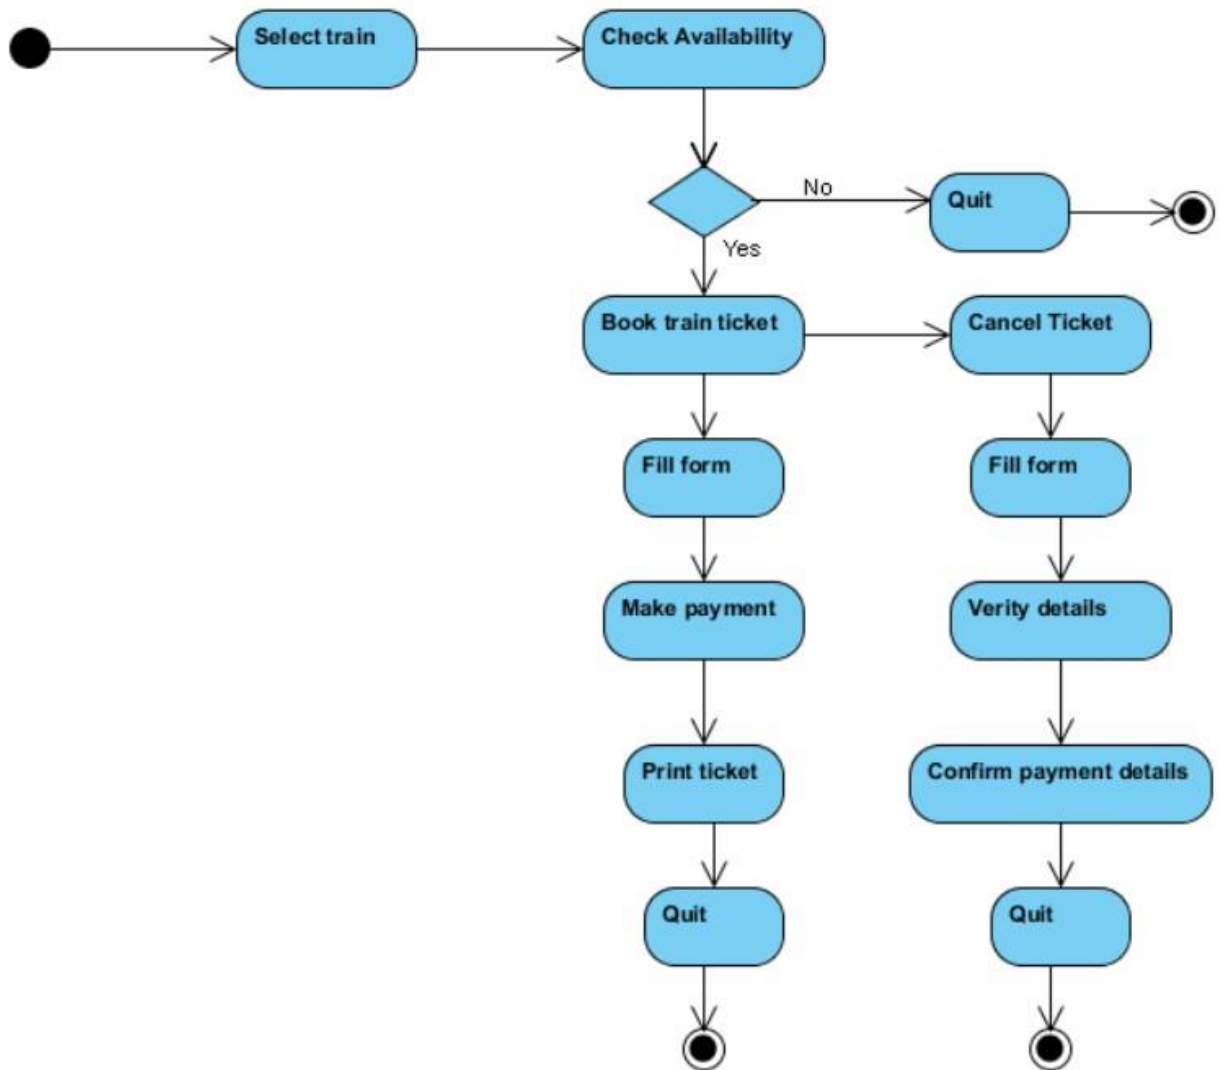 Select train
Check Availability
No
Quit
Yes
Book train ticket
Cancel Ticket
Fill form
Fill form
Make payment
Verity details
Print ticket
Confirm payment details
Quit
Quit